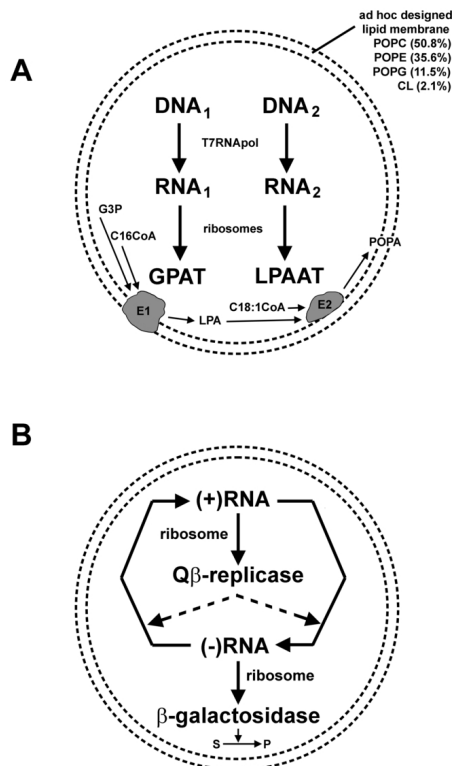 ad hoc designed
lipid membrane
POPC (50.8%)
POPE (35.6%)
POPG (11.5%)
CL (2.1%)
A
DNA1 DNA2
T7RNApol
RNA1 RNA2
G3P
C16CoA
ribosomes
POPA
GPAT LPAAT
C18:1CoA
E1 E2
LPA
B
(+)RNA
ribosome
Qβ-replicase
(-)RNA
ribosome
β-galactosidase
S P